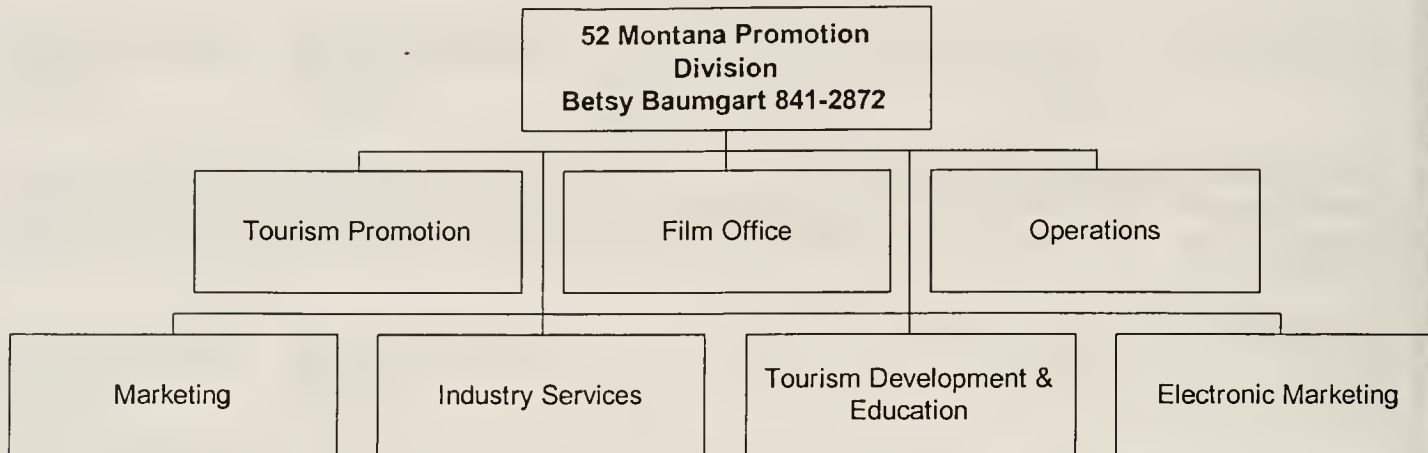 52 Montana Promotion
Division
Betsy Baumgart 841-2872
Tourism Promotion
Film Office
Operations
Marketing
Industry Services
Tourism Development &
Education
Electronic Marketing